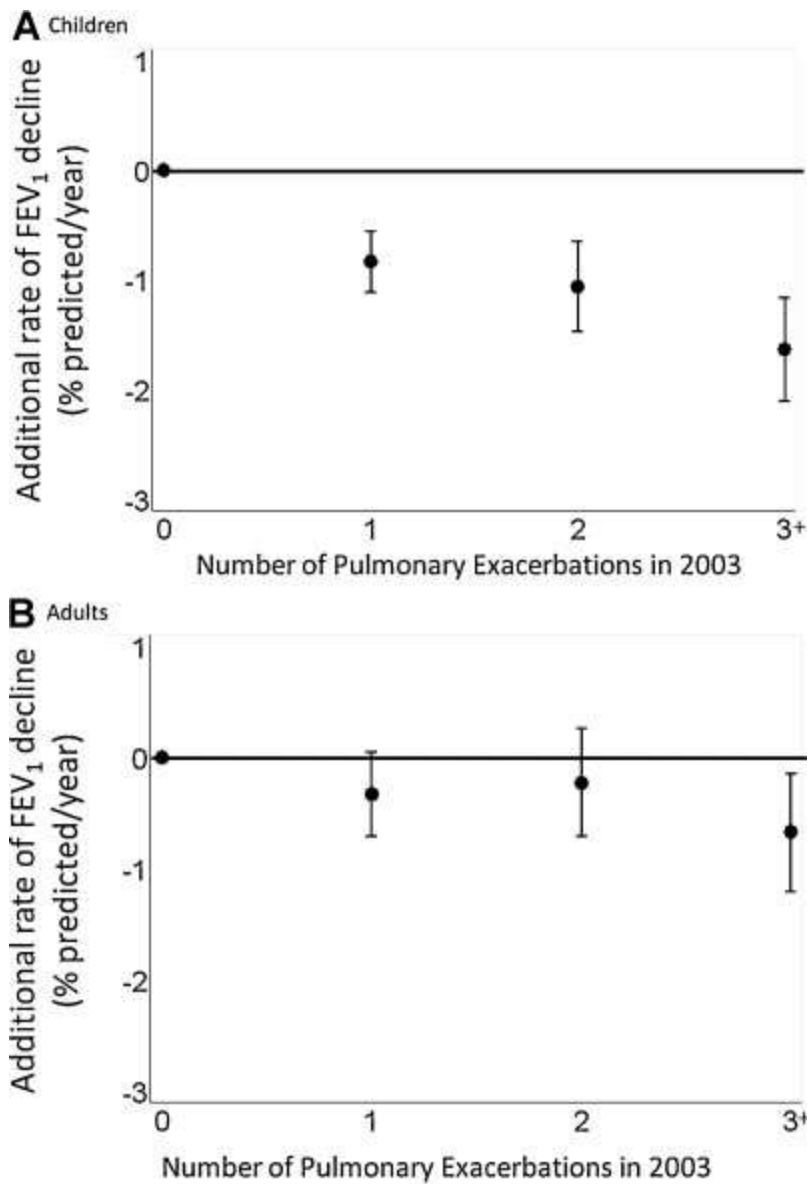 A Children
Additional rate of FEV1 decline
(% predicted/year)
1
0
-1
-2
-3
0 1 2 3+
Number of Pulmonary Exacerbations in 2003
B Adults
Additional rate of FEV1 decline
(% predicted/year)
1
0
-1
-2
-3
0 1 2 3+
Number of Pulmonary Exacerbations in 2003